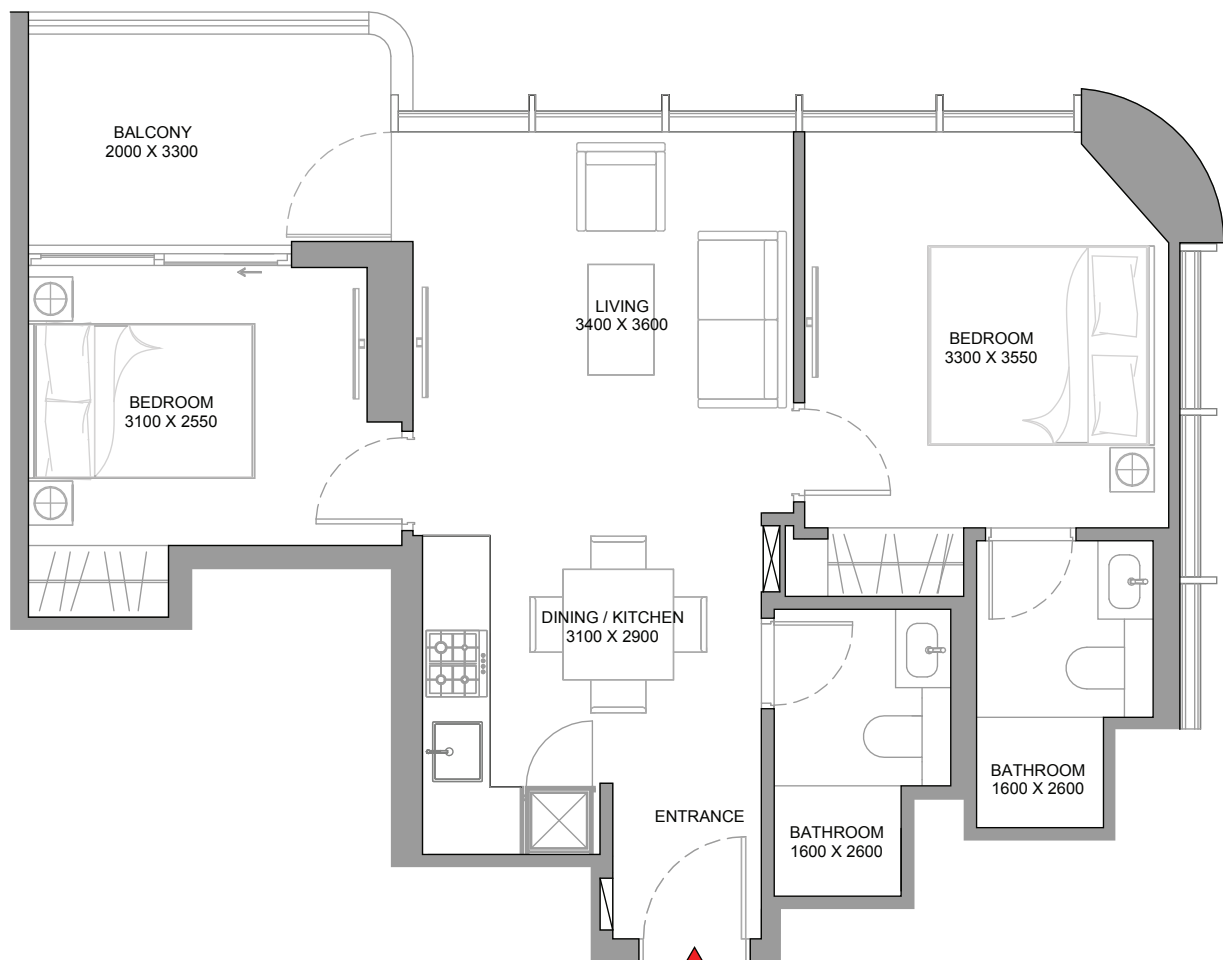 BALCONY
2000 X 3300
LIVING
3400 X 3600
BEDROOM
3300 X 3550
BEDROOM
3100 X 2550
DINING / KITCHEN
3100 X 2900
BATHROOM
1600 X 2600
ENTRANCE
BATHROOM
1600 X 2600